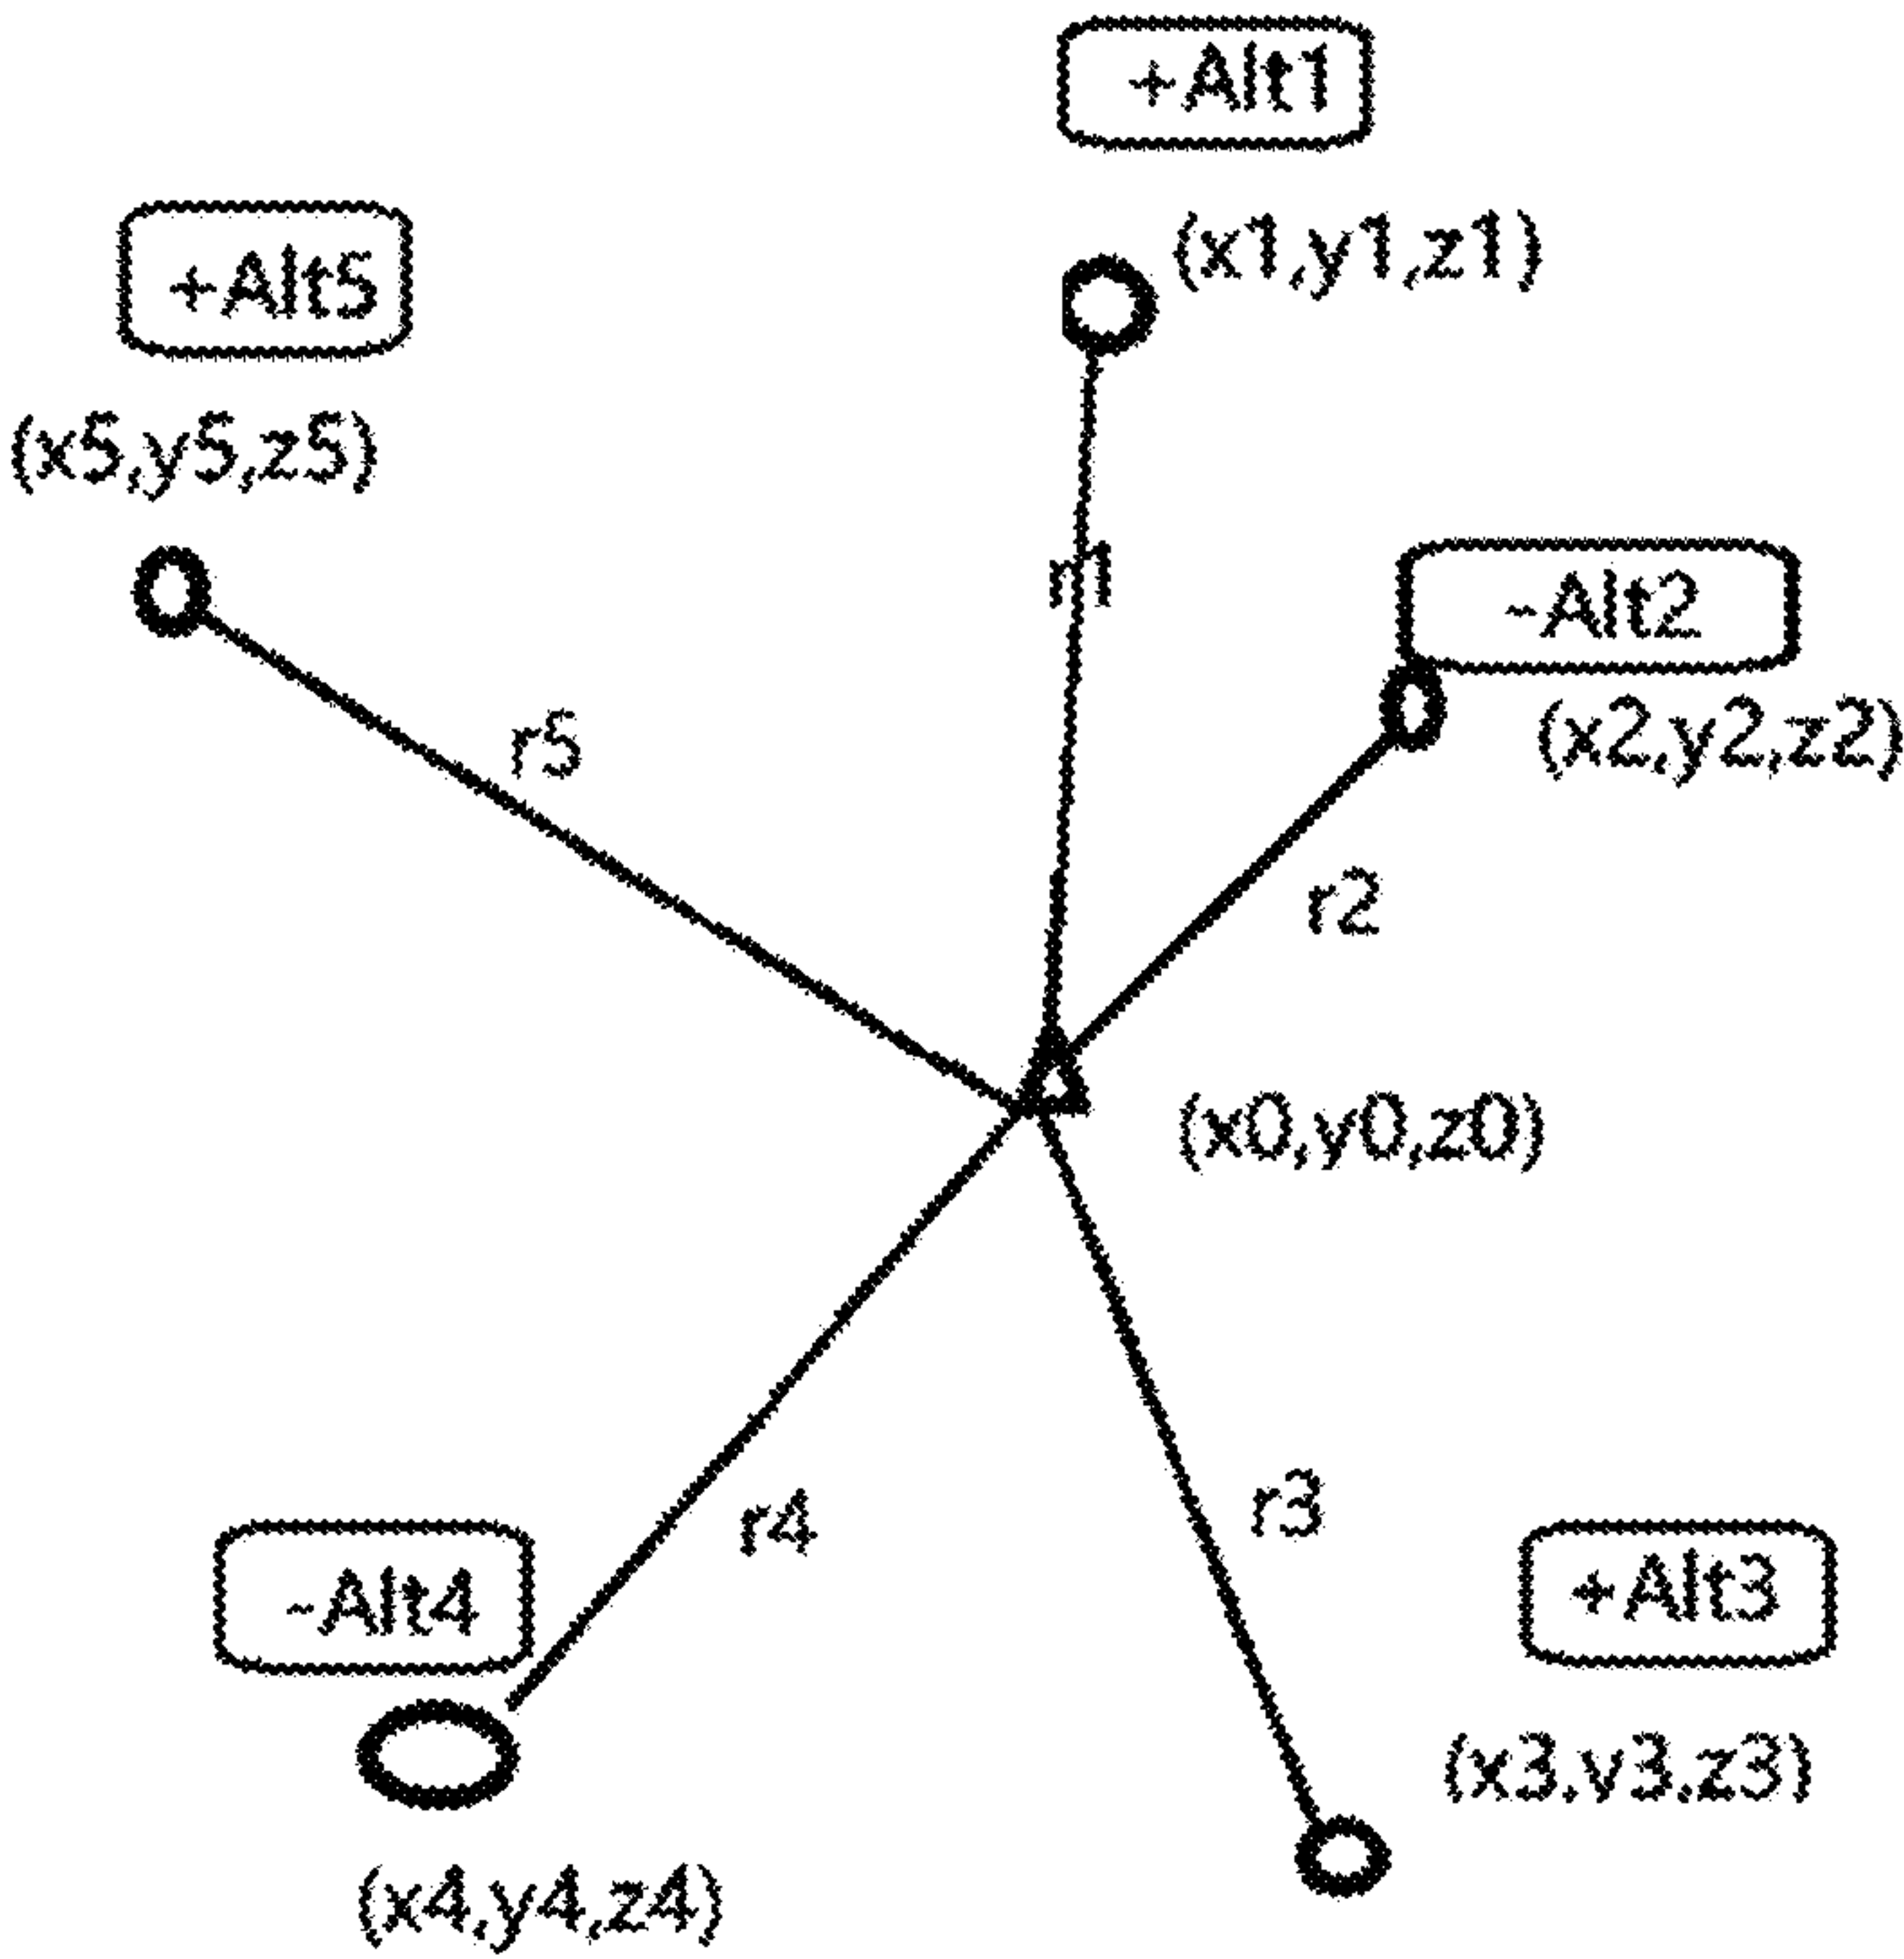 +Alt1
(x1,y1,z1)
+Alt5
(x5,y5,z5)
r1
-Alt2
(x2,y2,z2)
r5
r2
(x0,y0,z0)
r4
r3
-Alt4
+Alt3
(x3,y3,z3)
(x4,y4,z4)